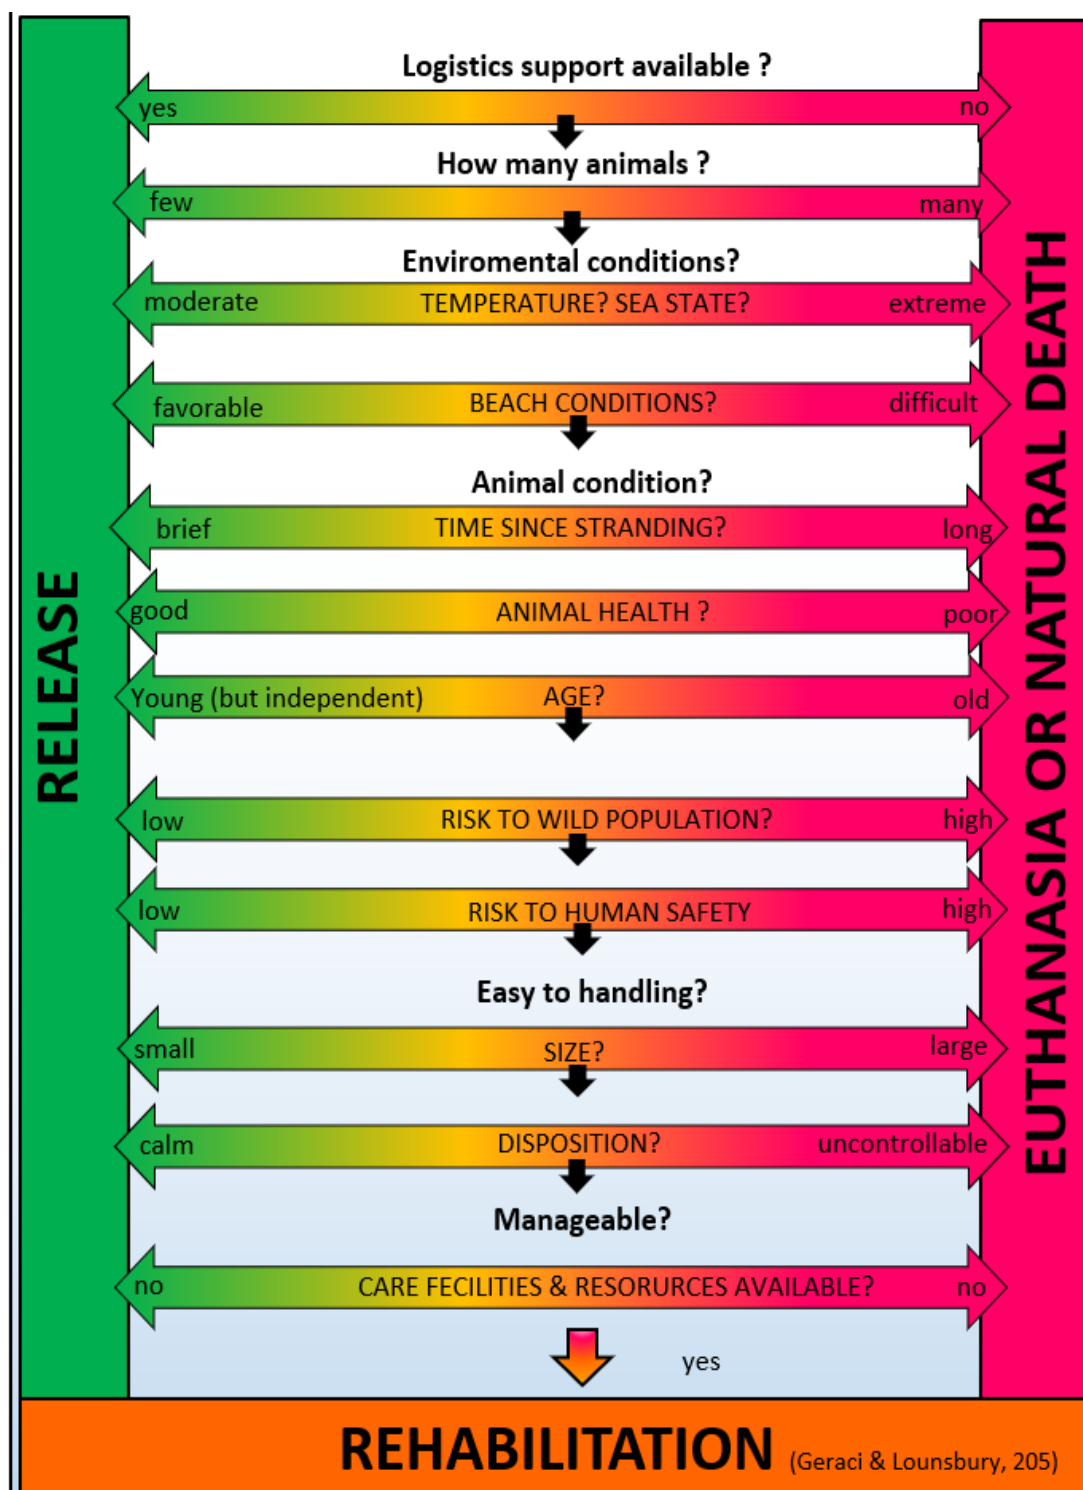 Logistics support available ?
yes
no
How many animals ?
few
many
Enviromental conditions?
moderate
TEMPERATURE? SEA STATE?
extreme
favorable
BEACH CONDITIONS?
difficult
Animal condition?
brief
TIME SINCE STRANDING?
long
good
ANIMAL HEALTH ?
poor
Young (but independent)
AGE?
old
low
RISK TO WILD POPULATION?
high
low
RISK TO HUMAN SAFETY
high
Easy to handling?
small
SIZE?
large
calm
DISPOSITION?
uncontrollable
Manageable?
no
CARE FECILITIES & RESORURCES AVAILABLE?
no
yes
RELEASE
EUTHANASIA OR NATURAL DEATH
REHABILITATION (Geraci & Lounsbury, 205)